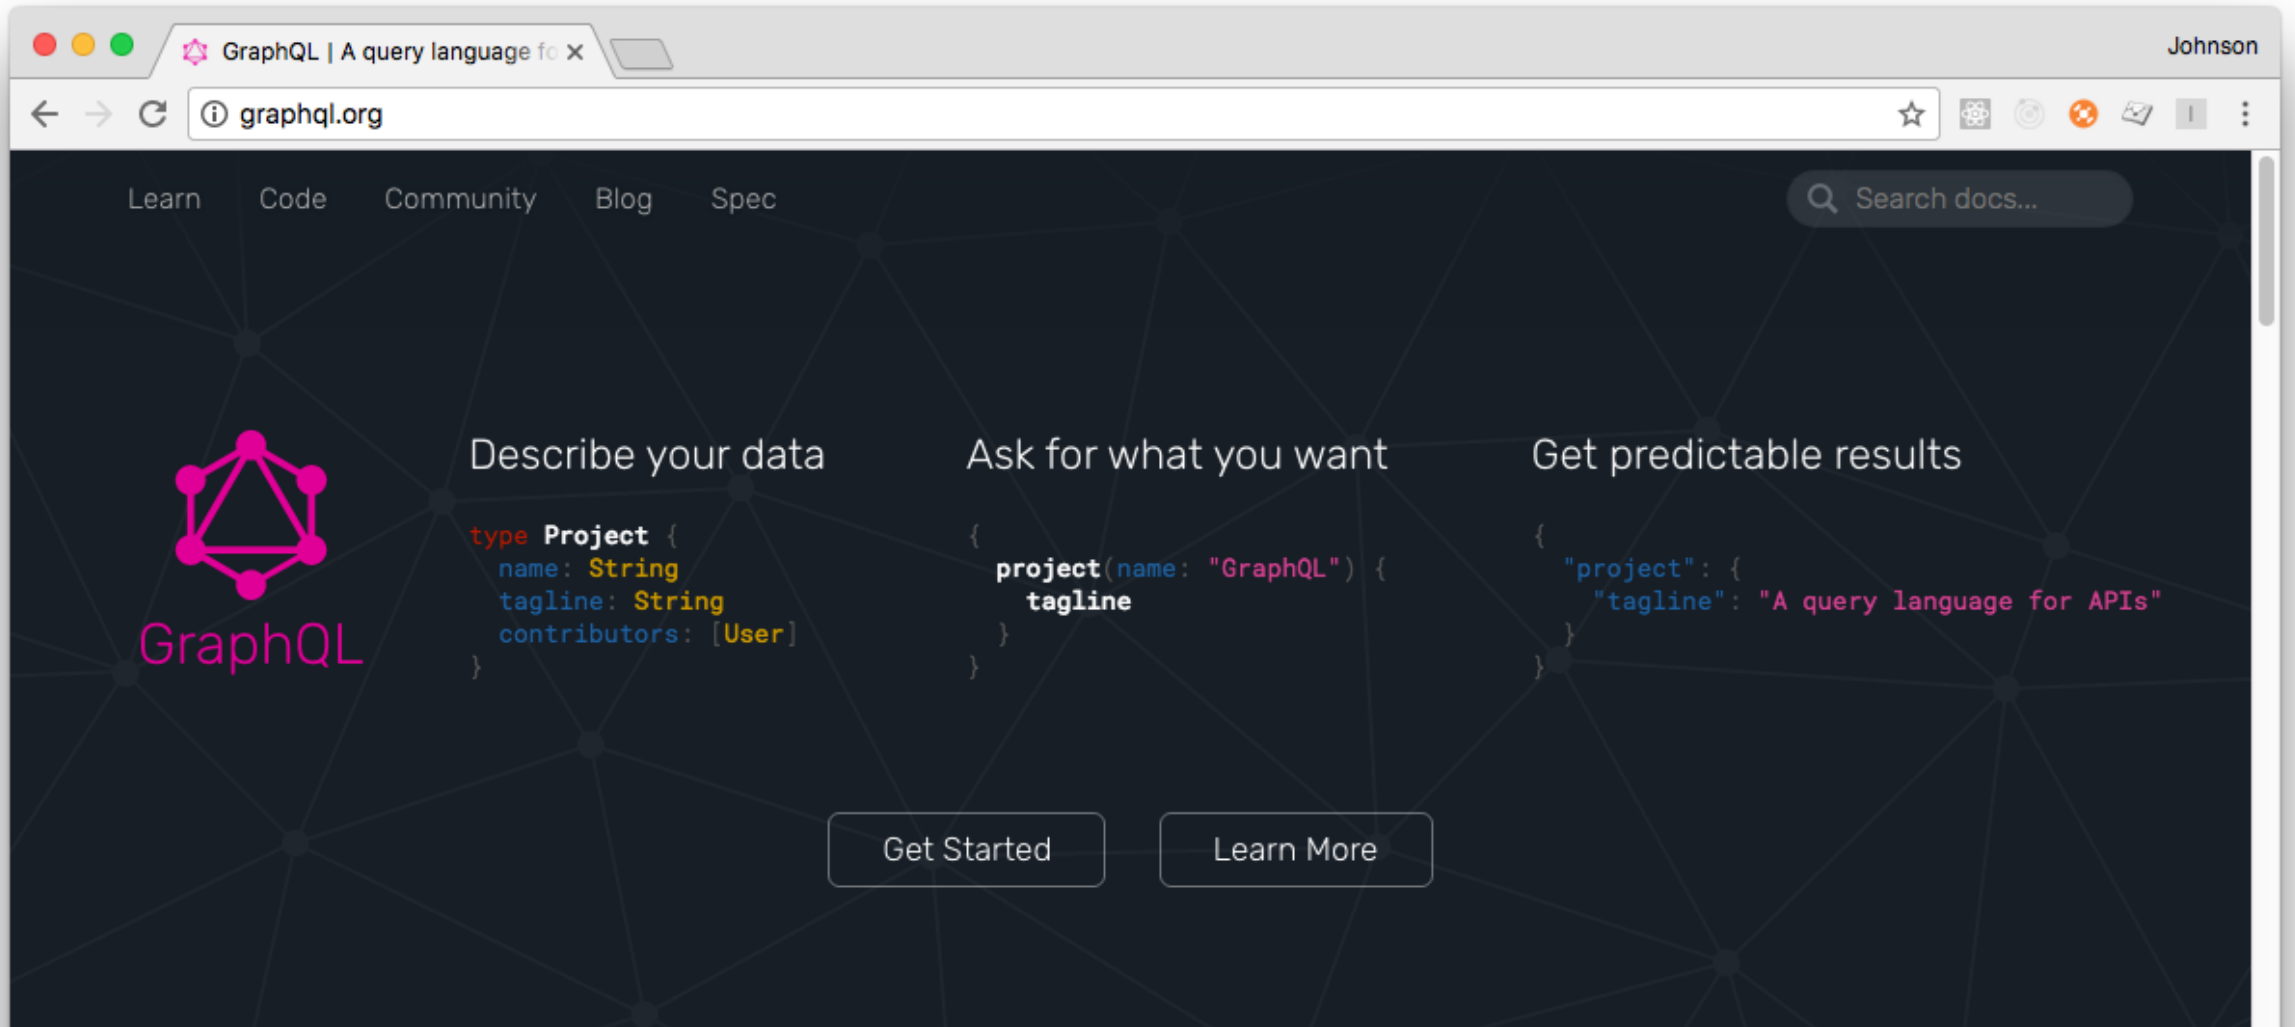 GraphQL | A query language fo
Johnson
graphql.org
Learn Code Community Blog Spec
Search docs...
GraphQL
Describe your data
type Project {
name: String
tagline: String
contributors: [User]
}
Ask for what you want
{
project(name: "GraphQL") {
tagline
}
}
Get predictable results
{
"project": {
"tagline": "A query language for APIs"
}
}
Get Started
Learn More